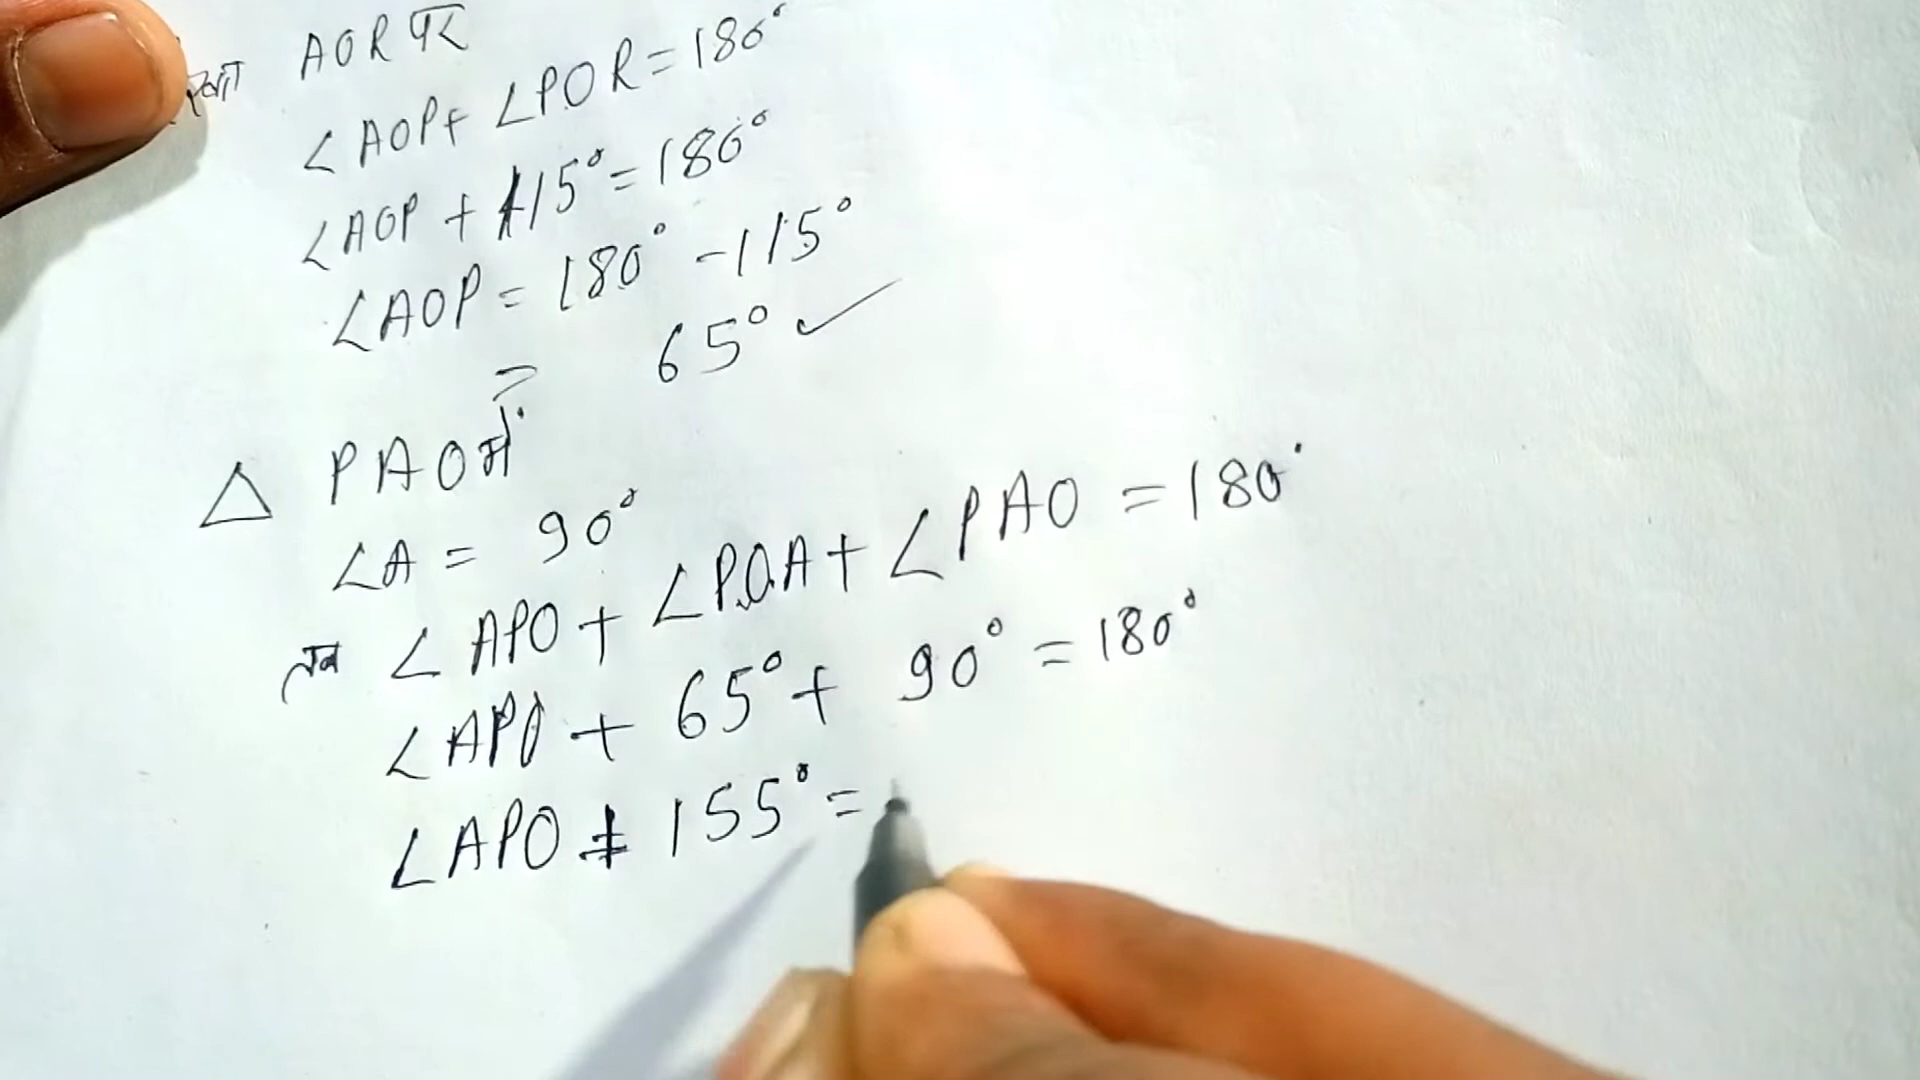 AOR पर
∠AOP + ∠POR = 180°
∠AOP + 115° = 180°
∠AOP = 180° - 115°
65° ✓
△ PAO में
∠A = 90°
∠APO + ∠POA + ∠PAO = 180°
∠APO + 65° + 90° = 180°
∠APO + 155° =